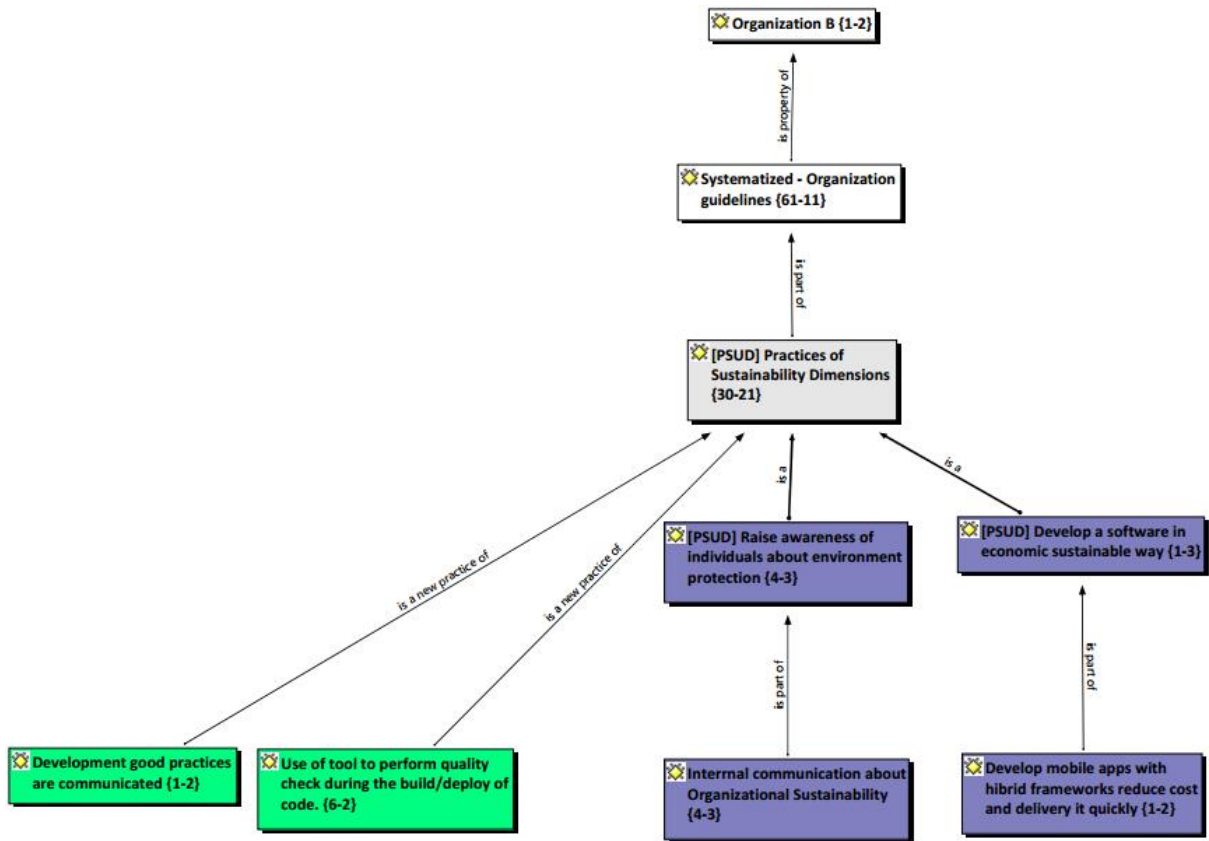 Organization B {1-2}
is property of
Systematized - Organization
guidelines {61-11}
is part of
[PSUD] Practices of
Sustainability Dimensions
{30-21}
is a new practice of
is a new practice of
is a
is a
[PSUD] Raise awareness of
individuals about environment
protection {4-3}
[PSUD] Develop a software in
economic sustainable way {1-3}
is part of
is part of
Development good practices
are communicated {1-2}
Use of tool to perform quality
check during the build/deploy of
code. {6-2}
Intermal communication about
Organizational Sustainability
{4-3}
Develop mobile apps with
hibrid frameworks reduce cost
and delivery it quickly {1-2}